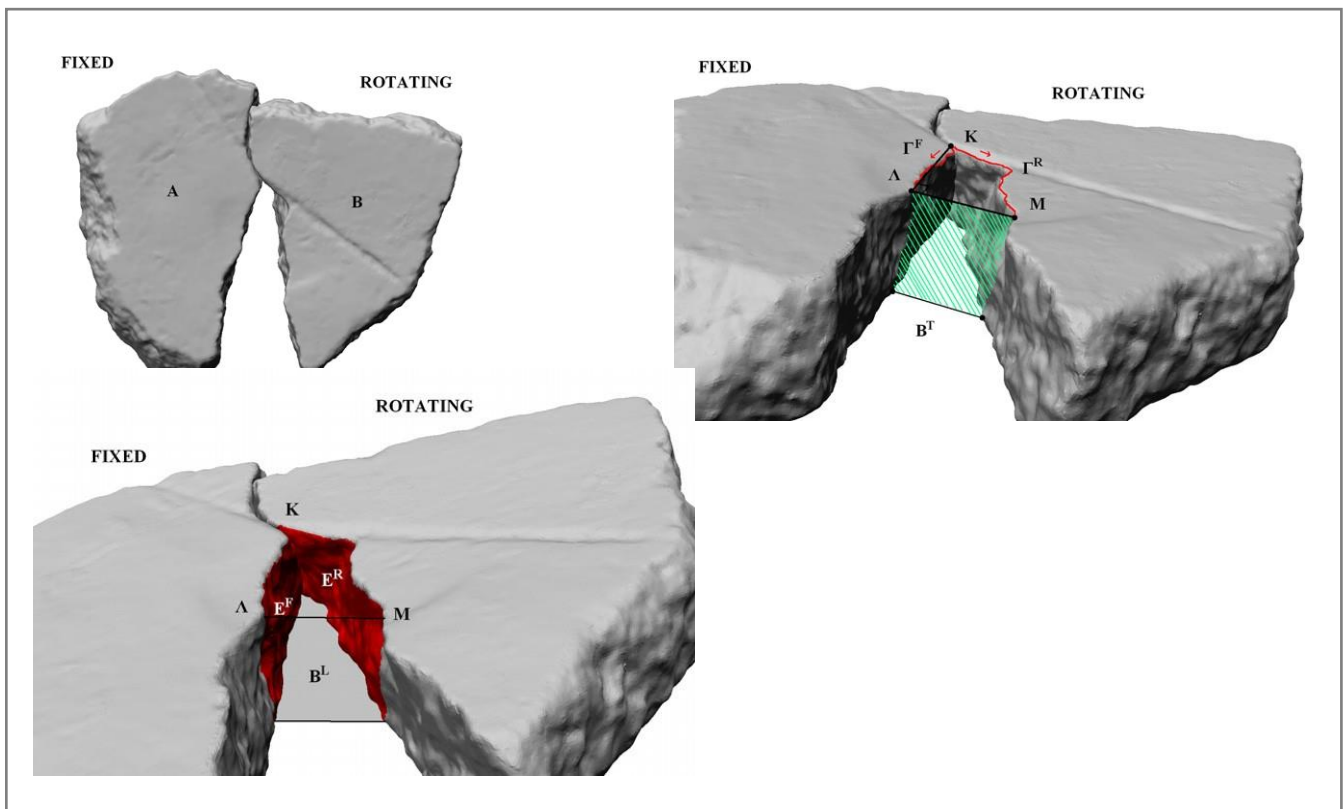 FIXED
ROTATING
A
B
FIXED
ROTATING
K
Γ^F
Γ^R
Λ
M
B^T
ROTATING
FIXED
K
E^R
Λ
E^F
M
B^L